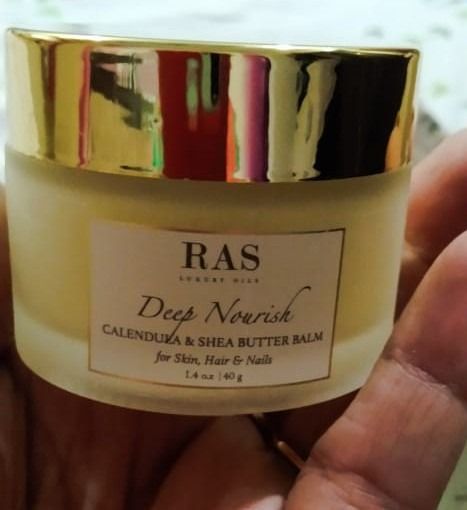 RAS
LUXURY OILS
Deep Nourish
CALENDULA & SHEA BUTTER BALM
for Skin, Hair & Nails
1.4 oz | 40 g